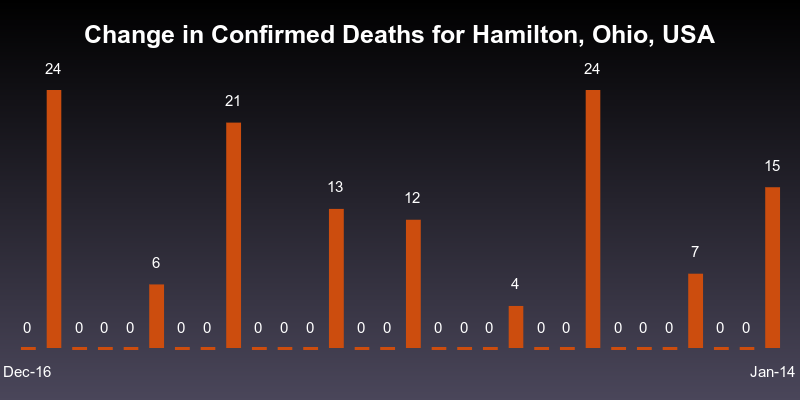 Change in Confirmed Deaths for Hamilton, Ohio, USA
0 24 0 0 0 6 0 0 21 0 0 0 13 0 0 12 0 0 0 4 0 0 24 0 0 0 7 0 0 15
Dec-16 Jan-14